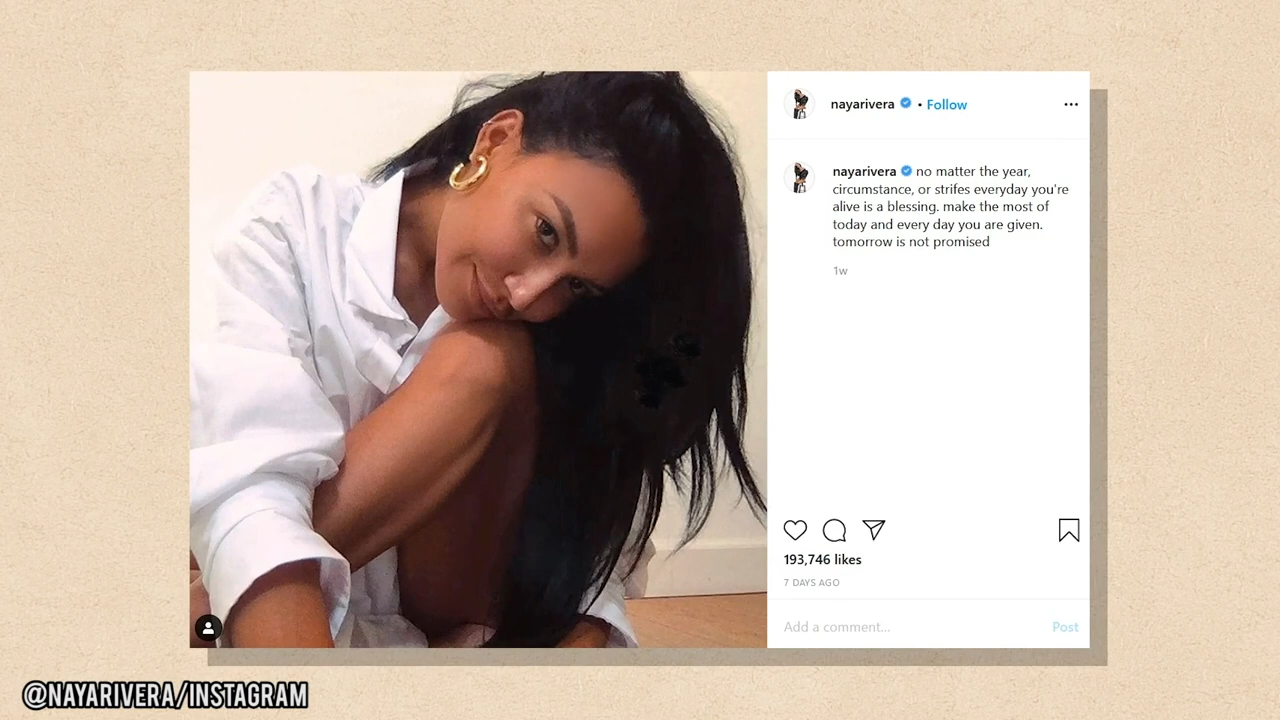 nayarivera • Follow
nayarivera no matter the year,
circumstance, or strifes everyday you're
alive is a blessing. make the most of
today and every day you are given.
tomorrow is not promised
1w
193,746 likes
7 DAYS AGO
Add a comment... Post
@NAYARIVERA/INSTAGRAM